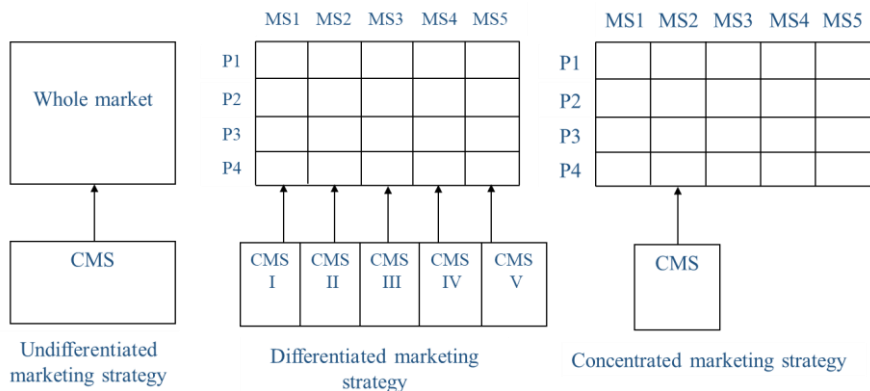 Whole market
CMS
Undifferentiated
marketing strategy
MS1 MS2 MS3 MS4 MS5
P1
P2
P3
P4
CMS CMS CMS CMS CMS
I II III IV V
Differentiated marketing
strategy
MS1 MS2 MS3 MS4 MS5
P1
P2
P3
P4
CMS
Concentrated marketing strategy